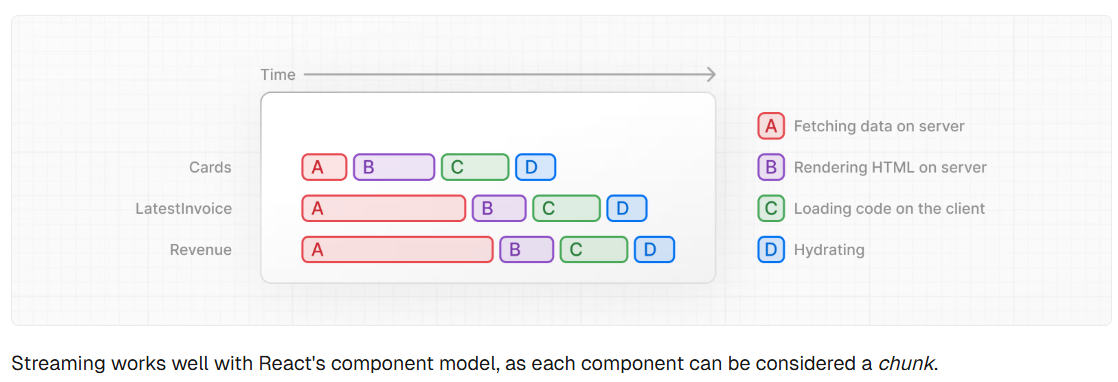 Time
A Fetching data on server
Cards A B C D B Rendering HTML on server
LatestInvoice A B C D C Loading code on the client
Revenue A B C D D Hydrating
Streaming works well with React's component model, as each component can be considered a chunk.